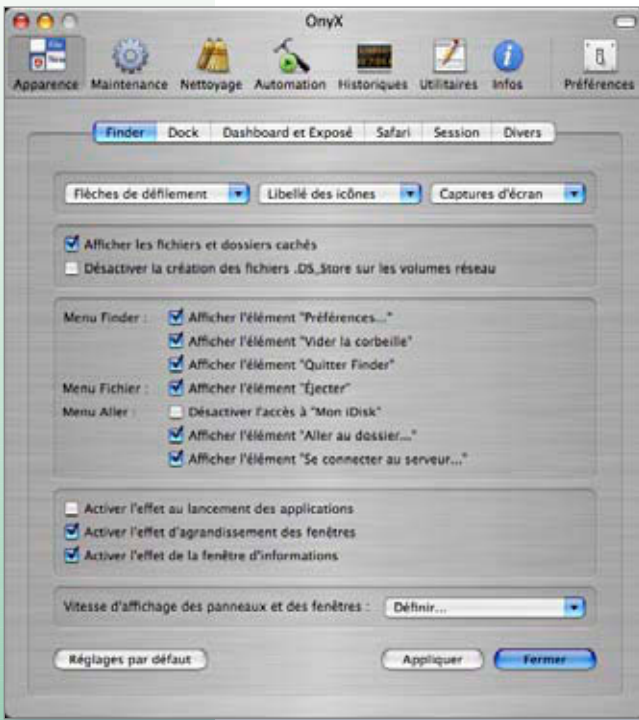 OnyX
Apparence Maintenance Nettoyage Automation Historiques Utilitaires Infos Préférences
Finder Dock Dashboard et Exposé Safari Session Divers
Flèches de défilement Libellé des icônes Captures d'écran
Afficher les fichiers et dossiers cachés
Désactiver la création des fichiers .DS_Store sur les volumes réseau
Menu Finder : Afficher l'élément "Préférences..."
Afficher l'élément "Vider la corbeille"
Afficher l'élément "Quitter Finder"
Menu Fichier : Afficher l'élément "Éjecter"
Menu Aller : Désactiver l'accès à "Mon iDisk"
Afficher l'élément "Aller au dossier..."
Afficher l'élément "Se connecter au serveur..."
Activer l'effet au lancement des applications
Activer l'effet d'agrandissement des fenêtres
Activer l'effet de la fenêtre d'informations
Vitesse d'affichage des panneaux et des fenêtres : Définir...
Réglages par défaut Appliquer Fermer